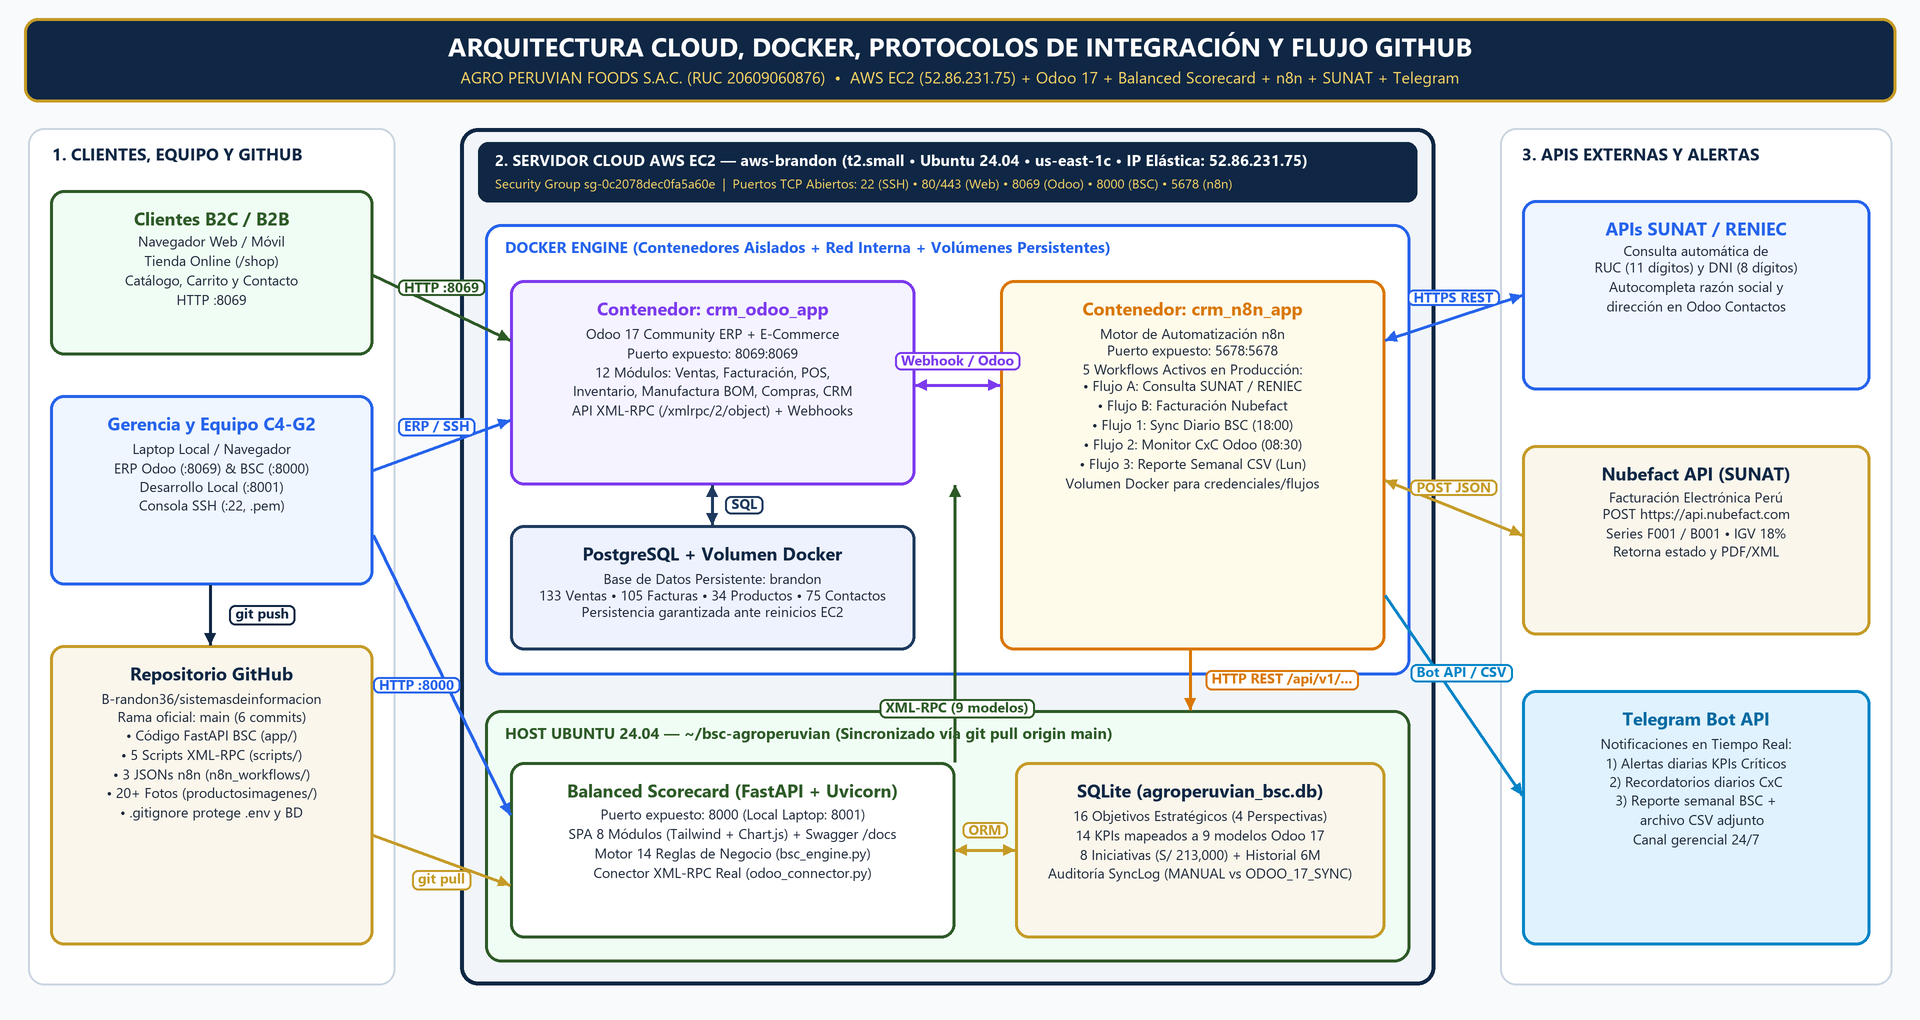 ARQUITECTURA CLOUD, DOCKER, PROTOCOLOS DE INTEGRACIÓN Y FLUJO GITHUB
AGRO PERUVIAN FOODS S.A.C. (RUC 20609060876) • AWS EC2 (52.86.231.75) + Odoo 17 + Balanced Scorecard + n8n + SUNAT + Telegram
1. CLIENTES, EQUIPO Y GITHUB
Clientes B2C / B2B
Navegador Web / Móvil
Tienda Online (/shop)
Catálogo, Carrito y Contacto
HTTP :8069
HTTP :8069
Gerencia y Equipo C4-G2
Laptop Local / Navegador
ERP Odoo (:8069) & BSC (:8000)
Desarrollo Local (:8001)
Consola SSH (:22, .pem)
ERP / SSH
git push
Repositorio GitHub
B-randon36/sistemasdeinformacion
Rama oficial: main (6 commits)
• Código FastAPI BSC (app/)
• 5 Scripts XML-RPC (scripts/)
• 3 JSONs n8n (n8n_workflows/)
• 20+ Fotos (productosimagenes/)
• .gitignore protege .env y BD
HTTP :8000
git pull
2. SERVIDOR CLOUD AWS EC2 — aws-brandon (t2.small • Ubuntu 24.04 • us-east-1c • IP Elástica: 52.86.231.75)
Security Group sg-0c2078dec0fa5a60e | Puertos TCP Abiertos: 22 (SSH) • 80/443 (Web) • 8069 (Odoo) • 8000 (BSC) • 5678 (n8n)
DOCKER ENGINE (Contenedores Aislados + Red Interna + Volúmenes Persistentes)
Contenedor: crm_odoo_app
Odoo 17 Community ERP + E-Commerce
Puerto expuesto: 8069:8069
12 Módulos: Ventas, Facturación, POS,
Inventario, Manufactura BOM, Compras, CRM
API XML-RPC (/xmlrpc/2/object) + Webhooks
Webhook / Odoo
SQL
PostgreSQL + Volumen Docker
Base de Datos Persistente: brandon
133 Ventas • 105 Facturas • 34 Productos • 75 Contactos
Persistencia garantizada ante reinicios EC2
Contenedor: crm_n8n_app
Motor de Automatización n8n
Puerto expuesto: 5678:5678
5 Workflows Activos en Producción:
• Flujo A: Consulta SUNAT / RENIEC
• Flujo B: Facturación Nubefact
• Flujo 1: Sync Diario BSC (18:00)
• Flujo 2: Monitor CxC Odoo (08:30)
• Flujo 3: Reporte Semanal CSV (Lun)
Volumen Docker para credenciales/flujos
HTTP REST /api/v1/...
XML-RPC (9 modelos)
HOST UBUNTU 24.04 — ~/bsc-agroperuvian (Sincronizado vía git pull origin main)
Balanced Scorecard (FastAPI + Uvicorn)
Puerto expuesto: 8000 (Local Laptop: 8001)
SPA 8 Módulos (Tailwind + Chart.js) + Swagger /docs
Motor 14 Reglas de Negocio (bsc_engine.py)
Conector XML-RPC Real (odoo_connector.py)
ORM
SQLite (agroperuvian_bsc.db)
16 Objetivos Estratégicos (4 Perspectivas)
14 KPIs mapeados a 9 modelos Odoo 17
8 Iniciativas (S/ 213,000) + Historial 6M
Auditoría SyncLog (MANUAL vs ODOO_17_SYNC)
3. APIS EXTERNAS Y ALERTAS
APIs SUNAT / RENIEC
Consulta automática de
RUC (11 dígitos) y DNI (8 dígitos)
Autocompleta razón social y
dirección en Odoo Contactos
HTTPS REST
POST JSON
Nubefact API (SUNAT)
Facturación Electrónica Perú
POST https://api.nubefact.com
Series F001 / B001 • IGV 18%
Retorna estado y PDF/XML
Bot API / CSV
Telegram Bot API
Notificaciones en Tiempo Real:
1) Alertas diarias KPIs Críticos
2) Recordatorios diarios CxC
3) Reporte semanal BSC +
archivo CSV adjunto
Canal gerencial 24/7